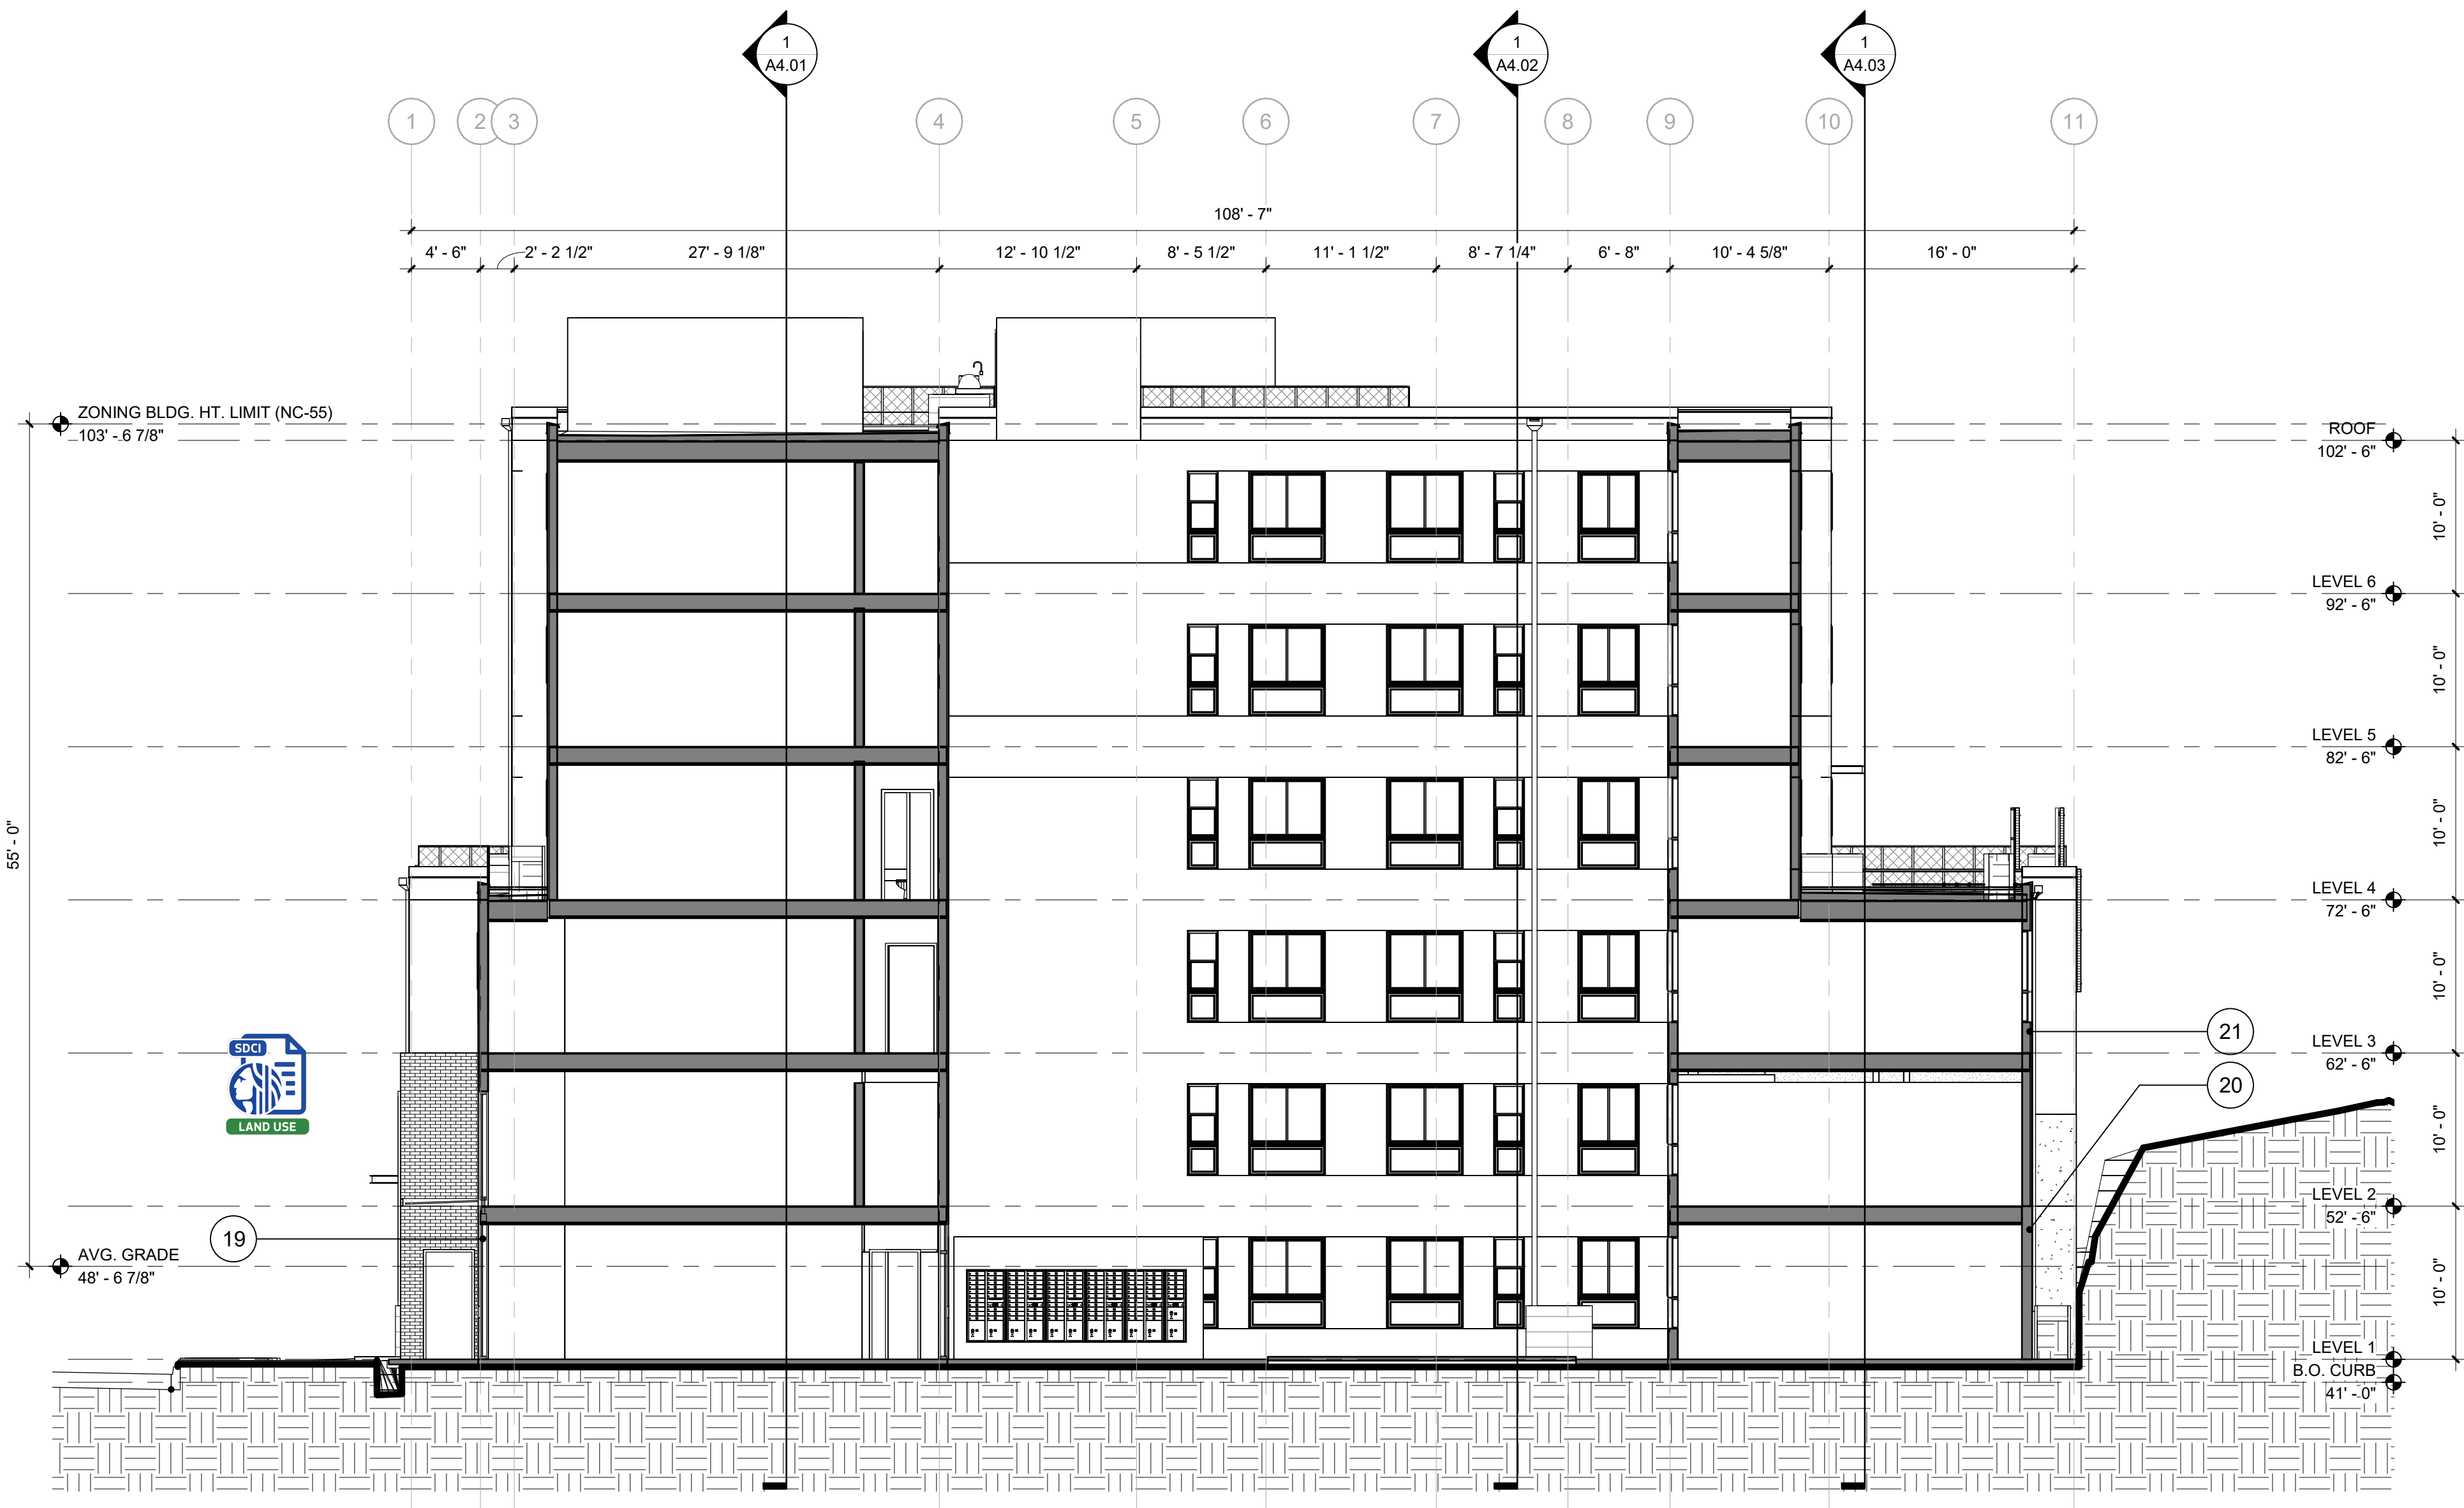 1
A4.01
1
A4.02
1
A4.03
1
2
3
4
5
6
7
8
9
10
11
108' - 7"
4' - 6"
2' - 2 1/2"
27' - 9 1/8"
12' - 10 1/2"
8' - 5 1/2"
11' - 1 1/2"
8' - 7 1/4"
6' - 8"
10' - 4 5/8"
16' - 0"
ZONING BLDG. HT. LIMIT (NC-55)
103' - 6 7/8"
ROOF
102' - 6"
10' - 0"
LEVEL 6
92' - 6"
10' - 0"
LEVEL 5
82' - 6"
10' - 0"
55' - 0"
LEVEL 4
72' - 6"
10' - 0"
21
LEVEL 3
62' - 6"
SDCI
LAND USE
20
10' - 0"
LEVEL 2
52' - 6"
19
AVG. GRADE
48' - 6 7/8"
10' - 0"
LEVEL 1
B.O. CURB
41' - 0"